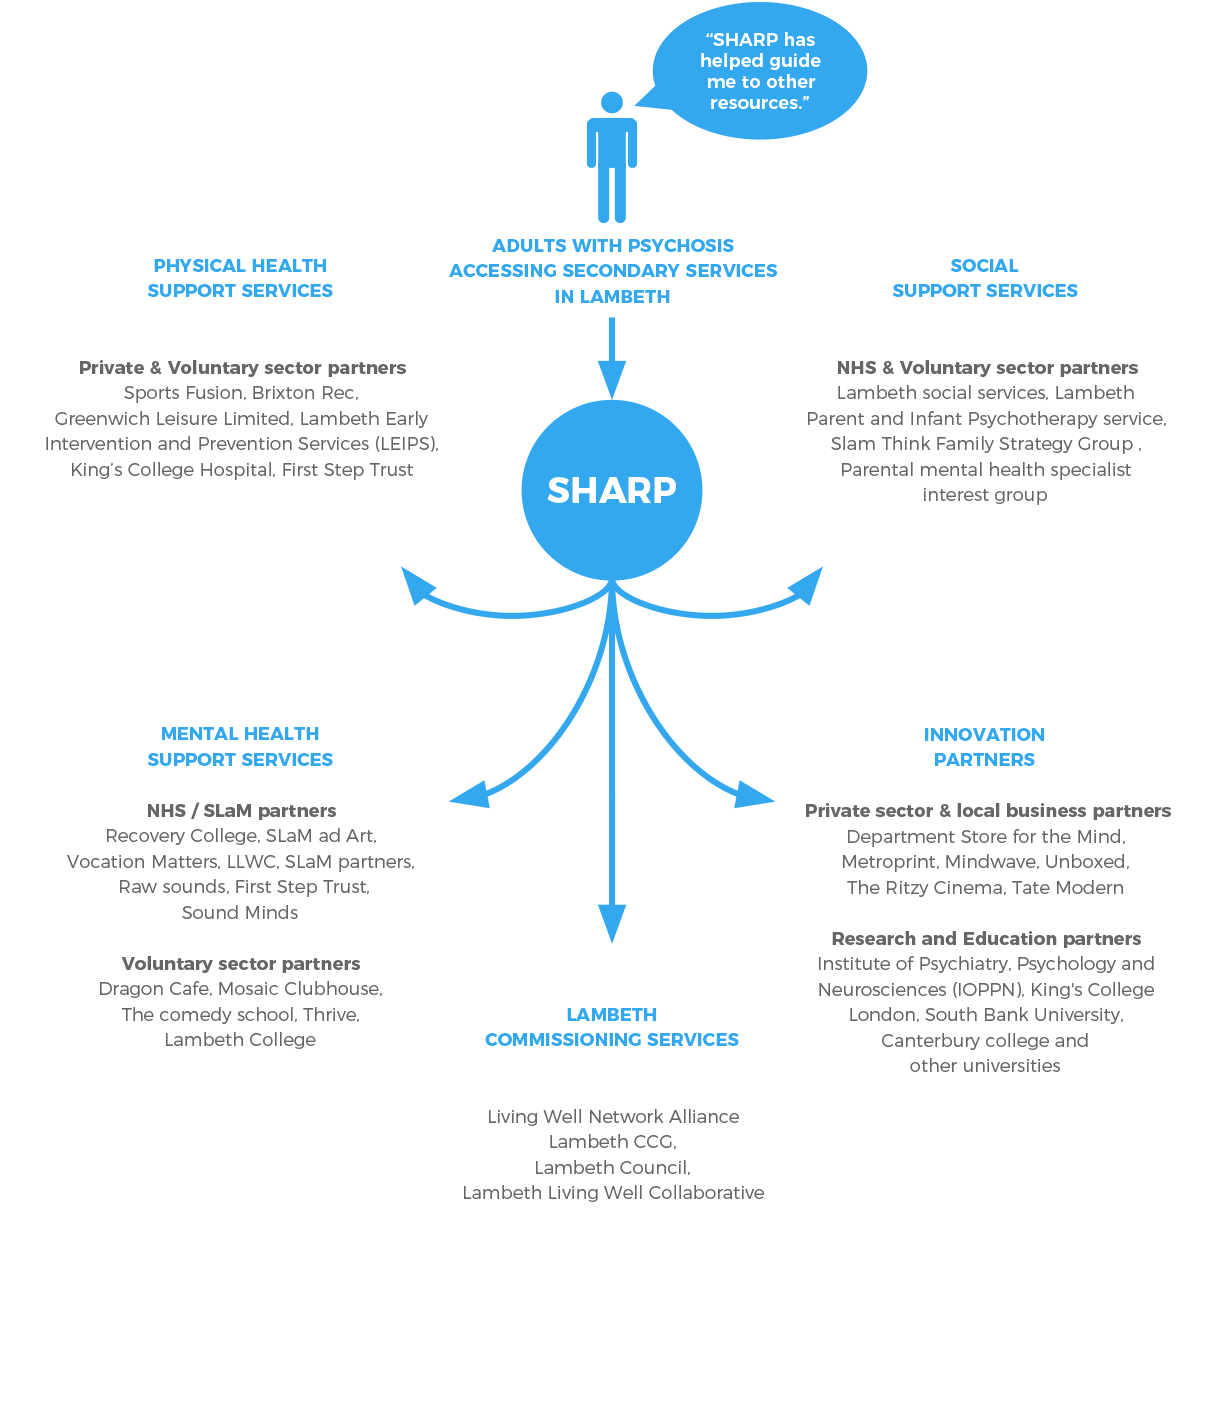 “SHARP has
helped guide
me to other
resources.”
ADULTS WITH PSYCHOSIS
ACCESSING SECONDARY SERVICES
IN LAMBETH
PHYSICAL HEALTH
SUPPORT SERVICES
Private & Voluntary sector partners
Sports Fusion, Brixton Rec,
Greenwich Leisure Limited, Lambeth Early
Intervention and Prevention Services (LEIPS),
King’s College Hospital, First Step Trust
SOCIAL
SUPPORT SERVICES
NHS & Voluntary sector partners
Lambeth social services, Lambeth
Parent and Infant Psychotherapy service,
Slam Think Family Strategy Group ,
Parental mental health specialist
interest group
SHARP
MENTAL HEALTH
SUPPORT SERVICES
NHS / SLaM partners
Recovery College, SLaM ad Art,
Vocation Matters, LLWC, SLaM partners,
Raw sounds, First Step Trust,
Sound Minds
Voluntary sector partners
Dragon Cafe, Mosaic Clubhouse,
The comedy school, Thrive,
Lambeth College
INNOVATION
PARTNERS
Private sector & local business partners
Department Store for the Mind,
Metroprint, Mindwave, Unboxed,
The Ritzy Cinema, Tate Modern
Research and Education partners
Institute of Psychiatry, Psychology and
Neurosciences (IOPPN), King's College
London, South Bank University,
Canterbury college and
other universities
LAMBETH
COMMISSIONING SERVICES
Living Well Network Alliance
Lambeth CCG,
Lambeth Council,
Lambeth Living Well Collaborative